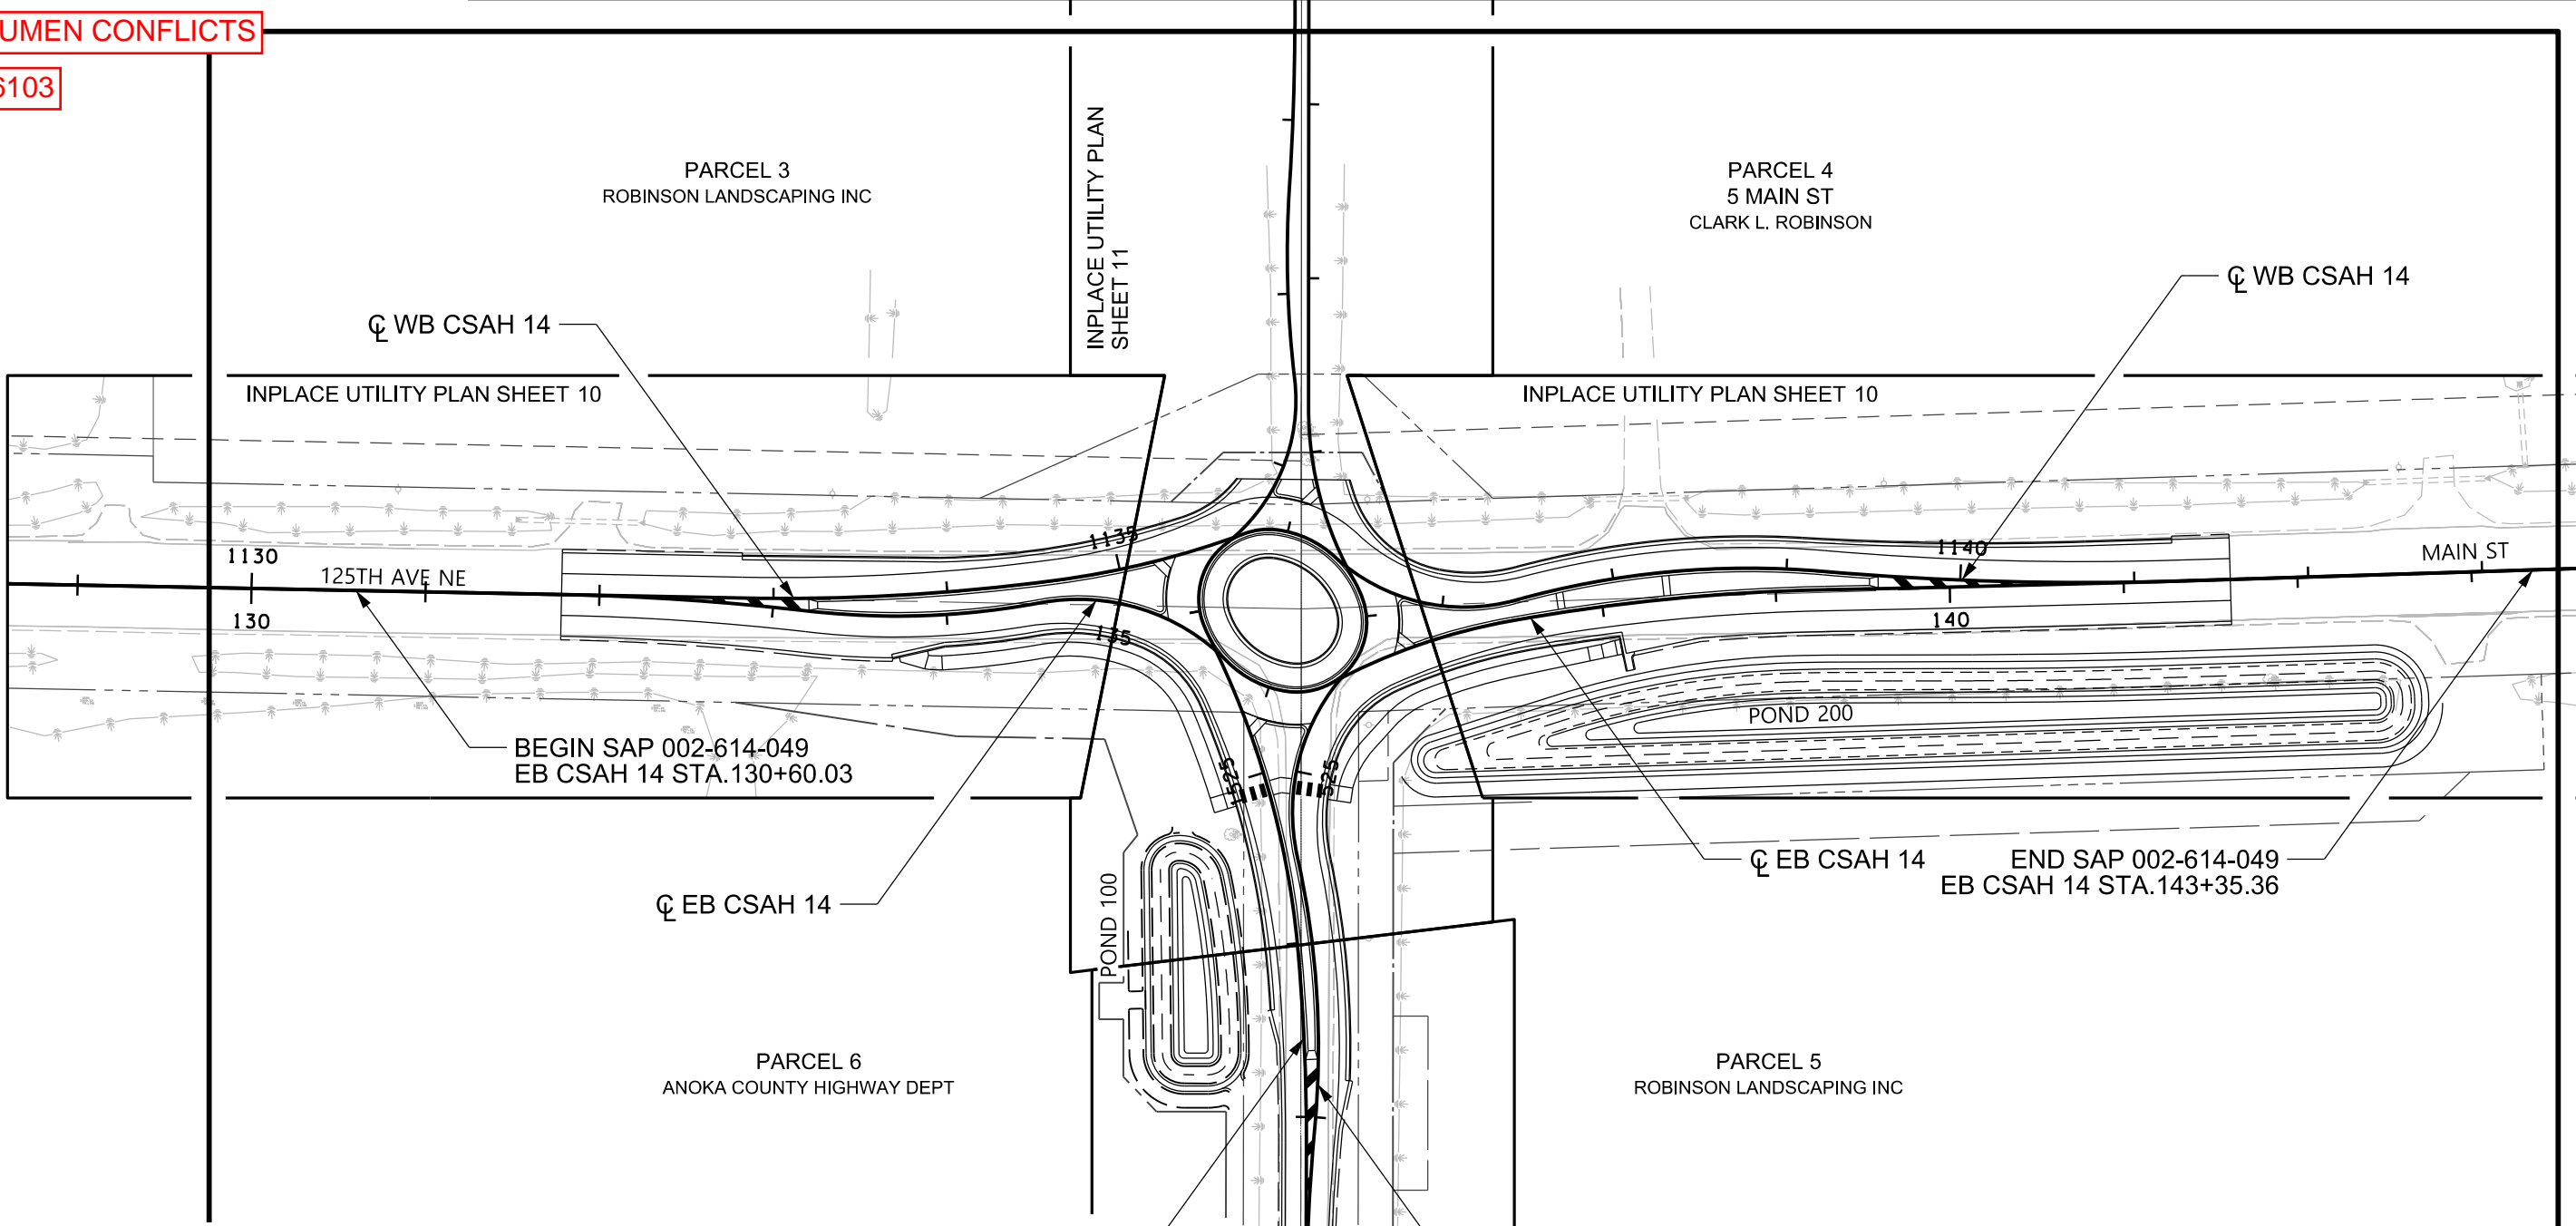 UMEN CONFLICTS
6103
PARCEL 3
ROBINSON LANDSCAPING INC
INPLACE UTILITY PLAN
SHEET 11
PARCEL 4
5 MAIN ST
CLARK L. ROBINSON
℄ WB CSAH 14
℄ WB CSAH 14
INPLACE UTILITY PLAN SHEET 10
INPLACE UTILITY PLAN SHEET 10
1130
125TH AVE NE
130
1135
135
1140
140
MAIN ST
BEGIN SAP 002-614-049
EB CSAH 14 STA.130+60.03
1525
525
POND 200
℄ EB CSAH 14
℄ EB CSAH 14
END SAP 002-614-049
EB CSAH 14 STA.143+35.36
POND 100
PARCEL 6
ANOKA COUNTY HIGHWAY DEPT
PARCEL 5
ROBINSON LANDSCAPING INC